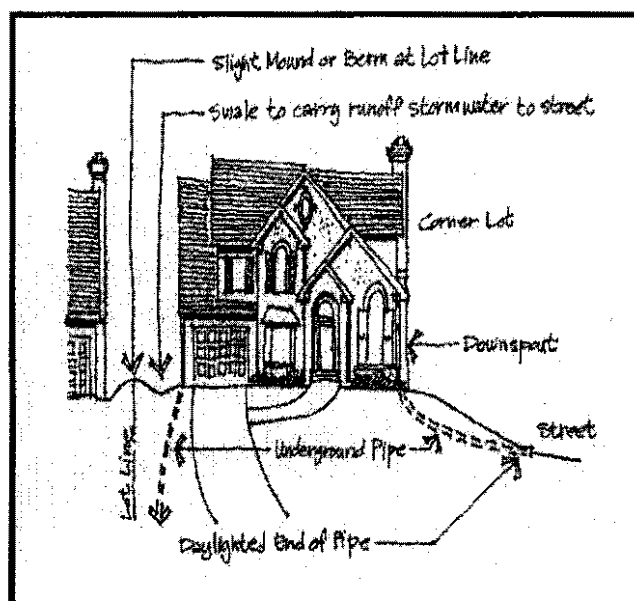 Slight Mound or Berm at Lot Line
Swale to carry runoff stormwater to street
Corner Lot
Downspout
Street
Lot Line
Underground Pipe
Daylighted End of Pipe